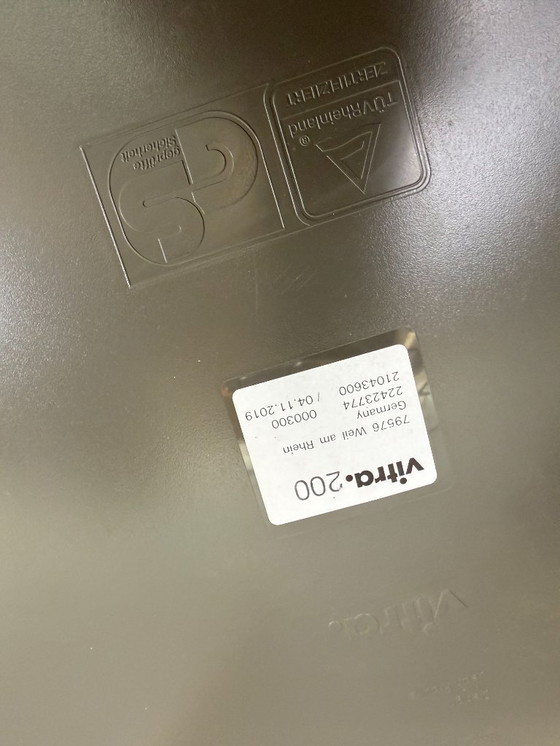 vitra. 200
79576 Weil am Rhein
Germany
22423774 000300
21043600 / 04.11.2019
TÜVRheinland®
ZERTIFIZIERT
GS
geprüfte
Sicherheit
vitra.